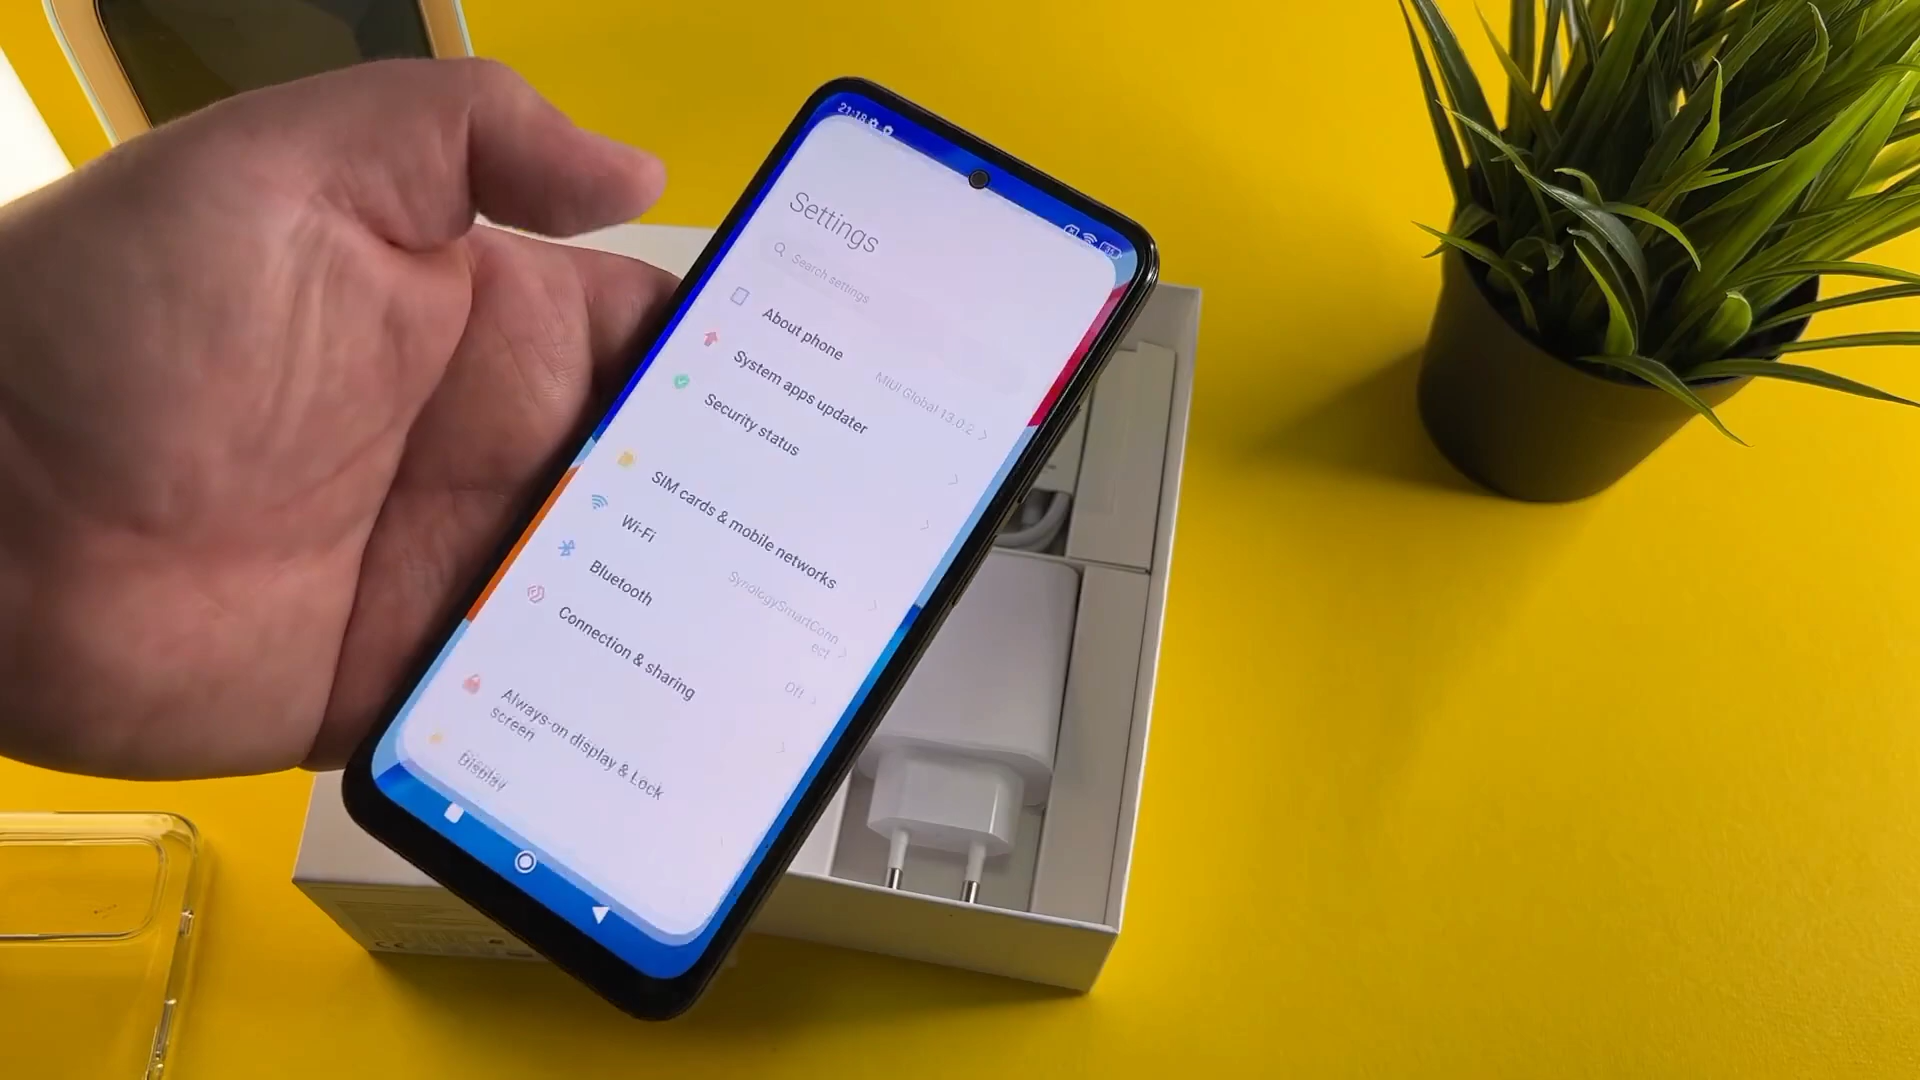 21:18
Settings
Search settings
About phone
MIUI Global 13.0.2
System apps updater
Security status
SIM cards & mobile networks
Wi-Fi
SynologySmartConn
ect
Bluetooth
Off
Connection & sharing
Always-on display & Lock
screen
Display